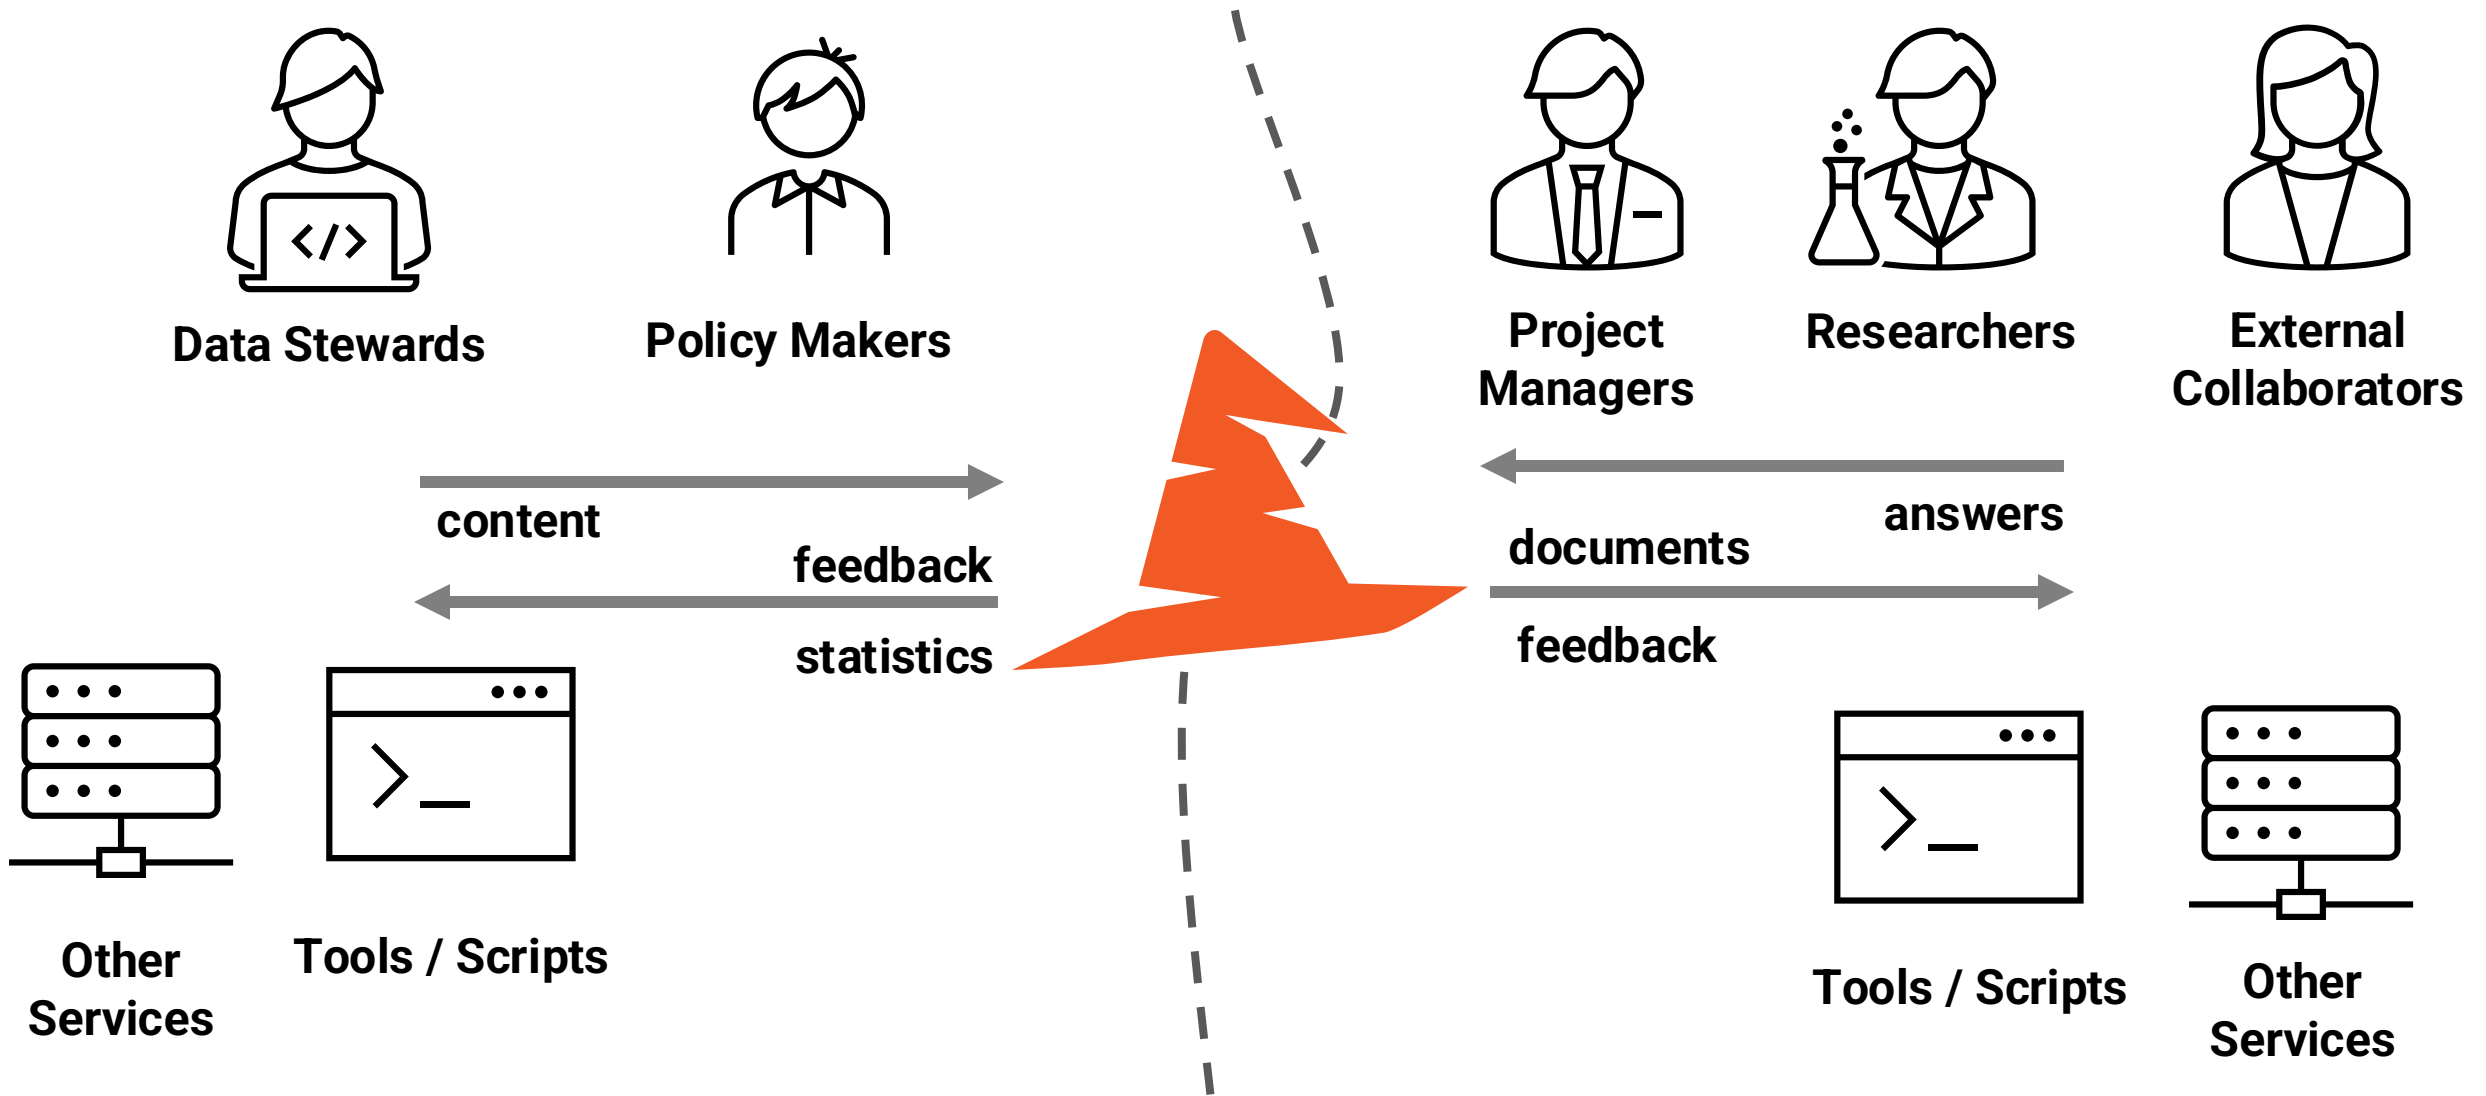 Data Stewards
Policy Makers
Project
Managers
Researchers
External
Collaborators
content
feedback
statistics
answers
documents
feedback
Other
Services
Tools / Scripts
Tools / Scripts
Other
Services